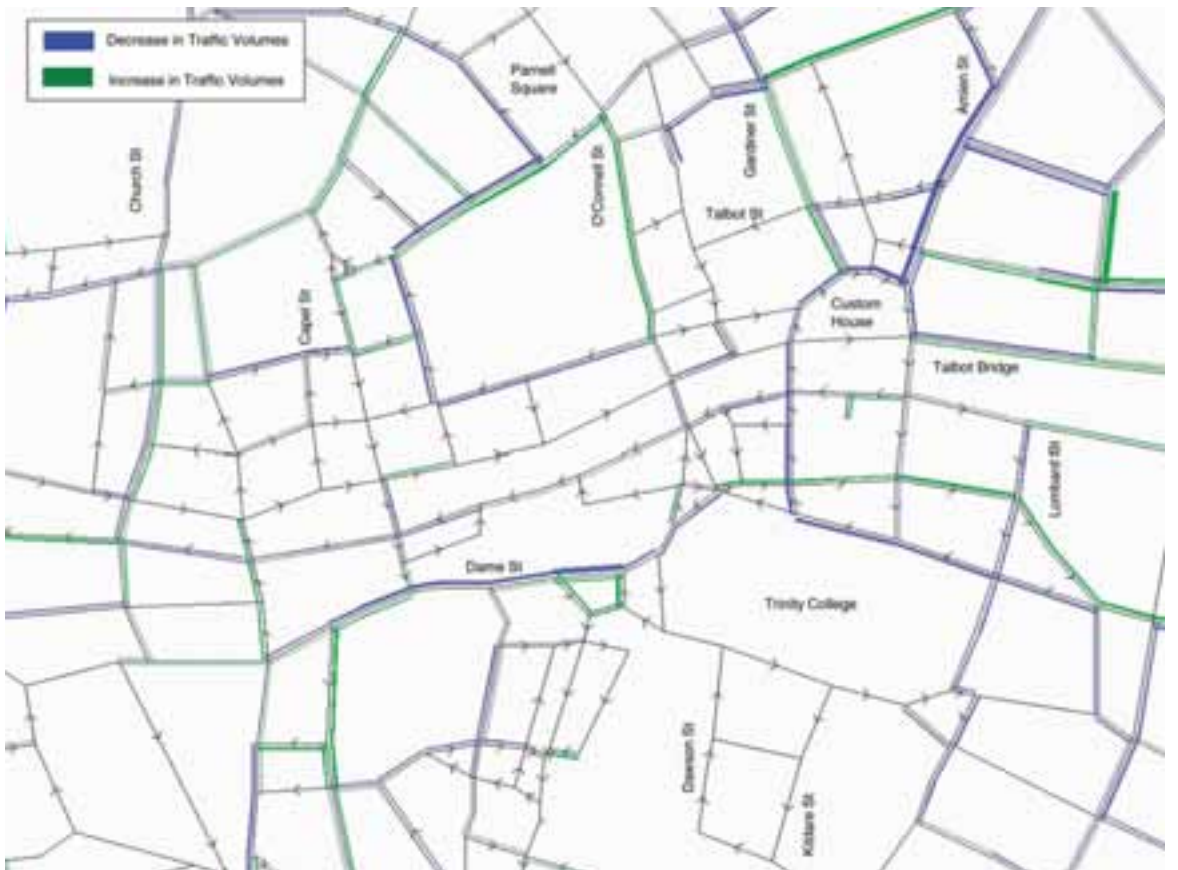 Decrease in Traffic Volumes
Increase in Traffic Volumes
Parnell
Square
Amien St
Church St
Gardiner St
O'Connell St
Talbot St
Capel St
Custom
House
Talbot Bridge
Lombard St
Dame St
Trinity College
Dawson St
Kildare St